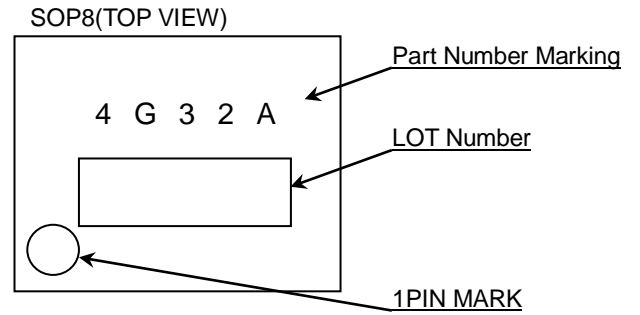 SOP8(TOP VIEW)
Part Number Marking
4 G 3 2 A
LOT Number
1PIN MARK